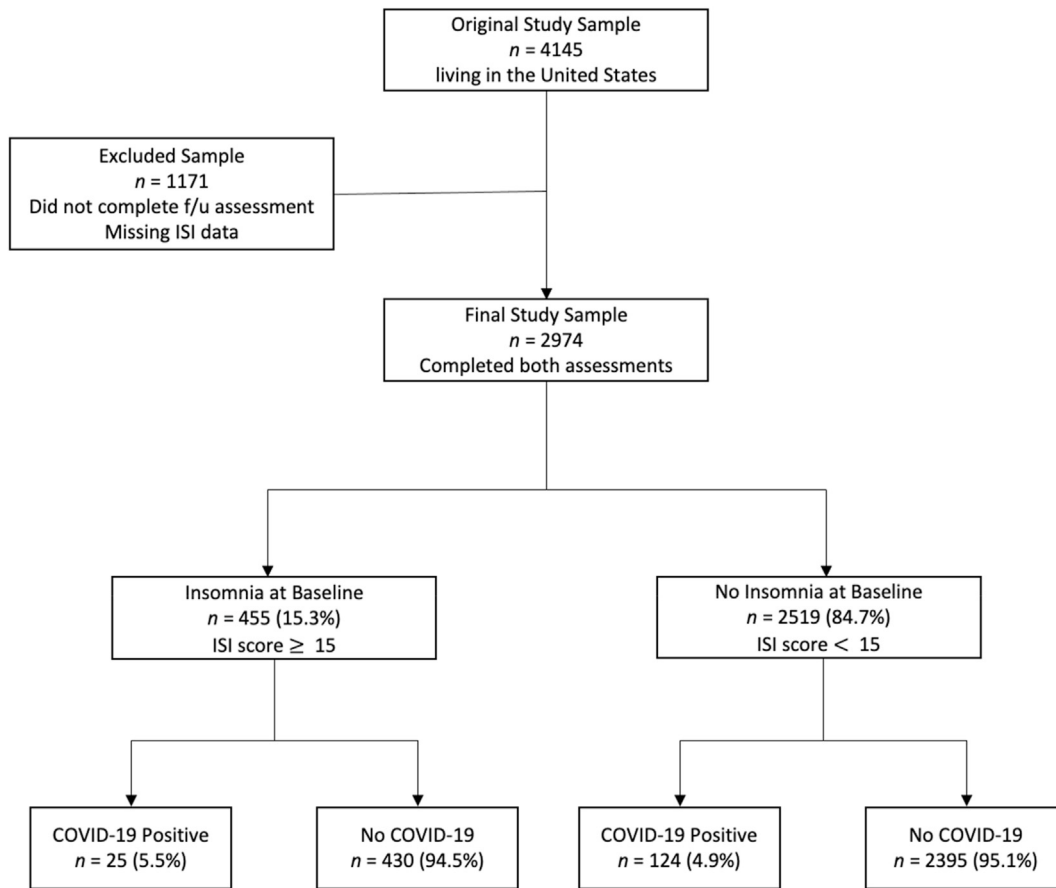 Original Study Sample
n = 4145
living in the United States
Excluded Sample
n = 1171
Did not complete f/u assessment
Missing ISI data
Final Study Sample
n = 2974
Completed both assessments
Insomnia at Baseline
n = 455 (15.3%)
ISI score ≥ 15
No Insomnia at Baseline
n = 2519 (84.7%)
ISI score < 15
COVID-19 Positive
n = 25 (5.5%)
No COVID-19
n = 430 (94.5%)
COVID-19 Positive
n = 124 (4.9%)
No COVID-19
n = 2395 (95.1%)